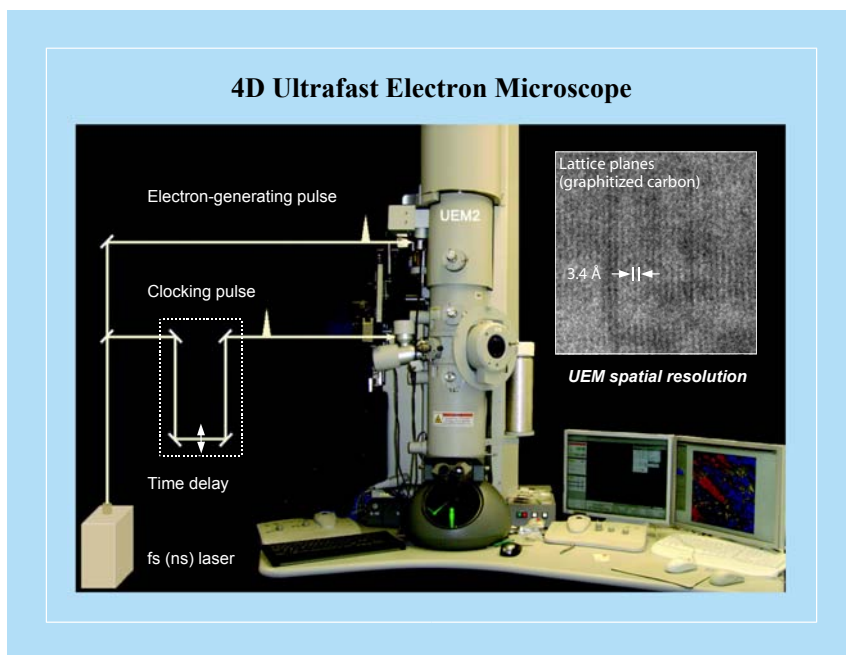 4D Ultrafast Electron Microscope
Electron-generating pulse
Clocking pulse
Time delay
fs (ns) laser
UEM2
Lattice planes
(graphitized carbon)
3.4 Å
UEM spatial resolution